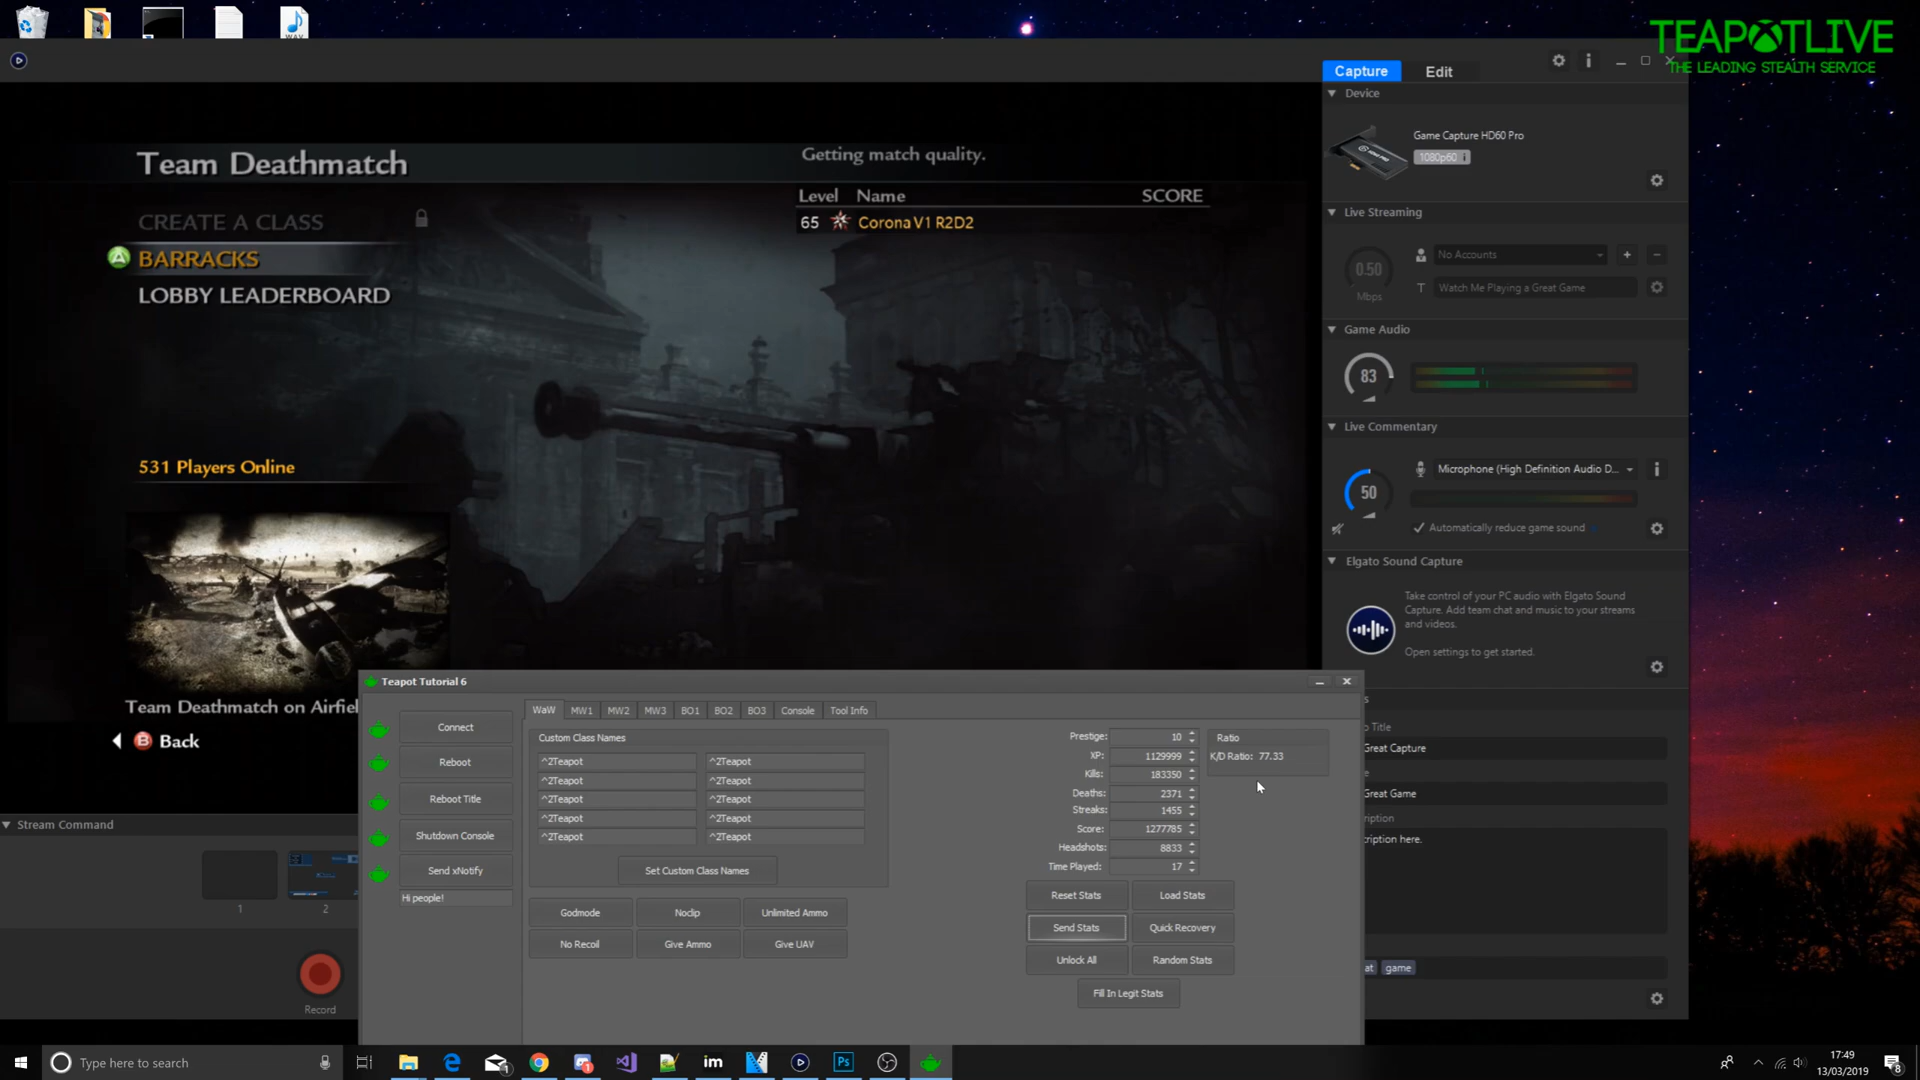 TEAPOTLIVE
THE LEADING STEALTH SERVICE
Capture
Edit
Device
Game Capture HD60 Pro
1080p60
Team Deathmatch
Getting match quality.
Level Name SCORE
65 Corona V1 R2D2
CREATE A CLASS
BARRACKS
LOBBY LEADERBOARD
531 Players Online
Team Deathmatch on Airfie
B Back
Live Streaming
0.50
Mbps
No Accounts
Watch Me Playing a Great Game
Game Audio
83
Live Commentary
50
Microphone (High Definition Audio D...
Automatically reduce game sound
Elgato Sound Capture
Take control of your PC audio with Elgato Sound
Capture. Add team chat and music to your streams
and videos.
Open settings to get started.
o Title
Great Capture
Great Game
cription
cription here.
at game
Stream Command
1
2
Record
Teapot Tutorial 6
Connect
Reboot
Reboot Title
Shutdown Console
Send xNotify
Hi people!
WaW MW1 MW2 MW3 BO1 BO2 BO3 Console Tool Info
Custom Class Names
^2Teapot ^2Teapot
^2Teapot ^2Teapot
^2Teapot ^2Teapot
^2Teapot ^2Teapot
^2Teapot ^2Teapot
Set Custom Class Names
Godmode Noclip Unlimited Ammo
No Recoil Give Ammo Give UAV
Prestige: 10
XP: 1129999
Kills: 183350
Deaths: 2371
Streaks: 1455
Score: 1277785
Headshots: 8833
Time Played: 17
Ratio
K/D Ratio: 77.33
Reset Stats Load Stats
Send Stats Quick Recovery
Unlock All Random Stats
Fill In Legit Stats
Type here to search
17:49
13/03/2019